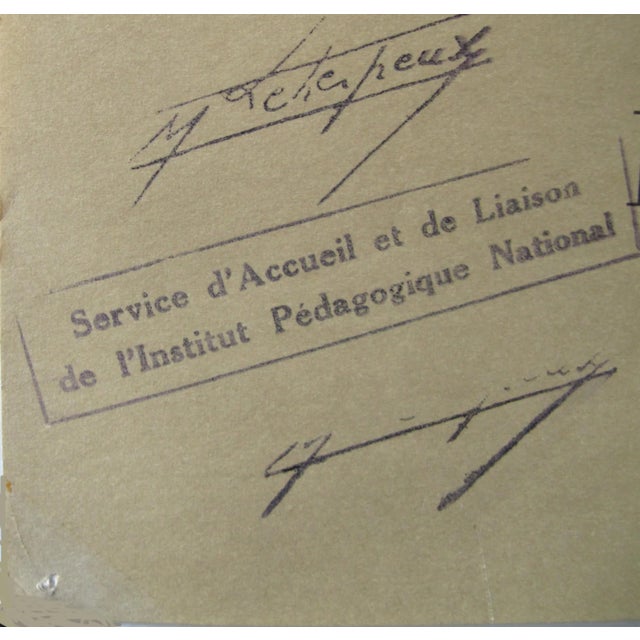 Service d'Accueil et de Liaison
de l'Institut Pédagogique National